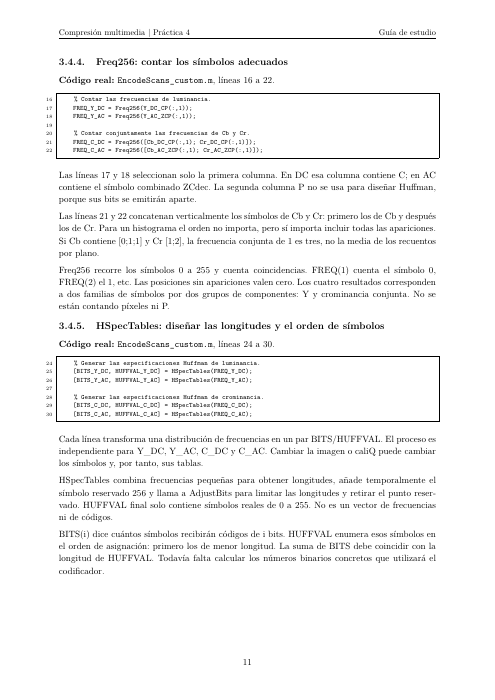 Compresión multimedia | Práctica 4 Guía de estudio
3.4.4. Freq256: contar los símbolos adecuados
Código real: EncodeScans_custom.m, líneas 16 a 22.
16 % Contar las frecuencias de luminancia.
17 FREQ_Y_DC = Freq256(Y_DC_CP(:,1));
18 FREQ_Y_AC = Freq256(Y_AC_ZCP(:,1));
19
20 % Contar conjuntamente las frecuencias de Cb y Cr.
21 FREQ_C_DC = Freq256([Cb_DC_CP(:,1); Cr_DC_CP(:,1)]);
22 FREQ_C_AC = Freq256([Cb_AC_ZCP(:,1); Cr_AC_ZCP(:,1)]);
Las líneas 17 y 18 seleccionan solo la primera columna. En DC esa columna contiene C; en AC
contiene el símbolo combinado ZCdec. La segunda columna P no se usa para diseñar Huffman,
porque sus bits se emitirán aparte.
Las líneas 21 y 22 concatenan verticalmente los símbolos de Cb y Cr: primero los de Cb y después
los de Cr. Para un histograma el orden no importa, pero sí importa incluir todas las apariciones.
Si Cb contiene [0;1;1] y Cr [1;2], la frecuencia conjunta de 1 es tres, no la media de los recuentos
por plano.
Freq256 recorre los símbolos 0 a 255 y cuenta coincidencias. FREQ(1) cuenta el símbolo 0,
FREQ(2) el 1, etc. Las posiciones sin apariciones valen cero. Los cuatro resultados corresponden
a dos familias de símbolos por dos grupos de componentes: Y y crominancia conjunta. No se
están contando píxeles ni P.
3.4.5. HSpecTables: diseñar las longitudes y el orden de símbolos
Código real: EncodeScans_custom.m, líneas 24 a 30.
24 % Generar las especificaciones Huffman de luminancia.
25 [BITS_Y_DC, HUFFVAL_Y_DC] = HSpecTables(FREQ_Y_DC);
26 [BITS_Y_AC, HUFFVAL_Y_AC] = HSpecTables(FREQ_Y_AC);
27
28 % Generar las especificaciones Huffman de crominancia.
29 [BITS_C_DC, HUFFVAL_C_DC] = HSpecTables(FREQ_C_DC);
30 [BITS_C_AC, HUFFVAL_C_AC] = HSpecTables(FREQ_C_AC);
Cada línea transforma una distribución de frecuencias en un par BITS/HUFFVAL. El proceso es
independiente para Y_DC, Y_AC, C_DC y C_AC. Cambiar la imagen o caliQ puede cambiar
los símbolos y, por tanto, sus tablas.
HSpecTables combina frecuencias pequeñas para obtener longitudes, añade temporalmente el
símbolo reservado 256 y llama a AdjustBits para limitar las longitudes y retirar el punto reser-
vado. HUFFVAL final solo contiene símbolos reales de 0 a 255. No es un vector de frecuencias
ni de códigos.
BITS(i) dice cuántos símbolos recibirán códigos de i bits. HUFFVAL enumera esos símbolos en
el orden de asignación: primero los de menor longitud. La suma de BITS debe coincidir con la
longitud de HUFFVAL. Todavía falta calcular los números binarios concretos que utilizará el
codificador.
11